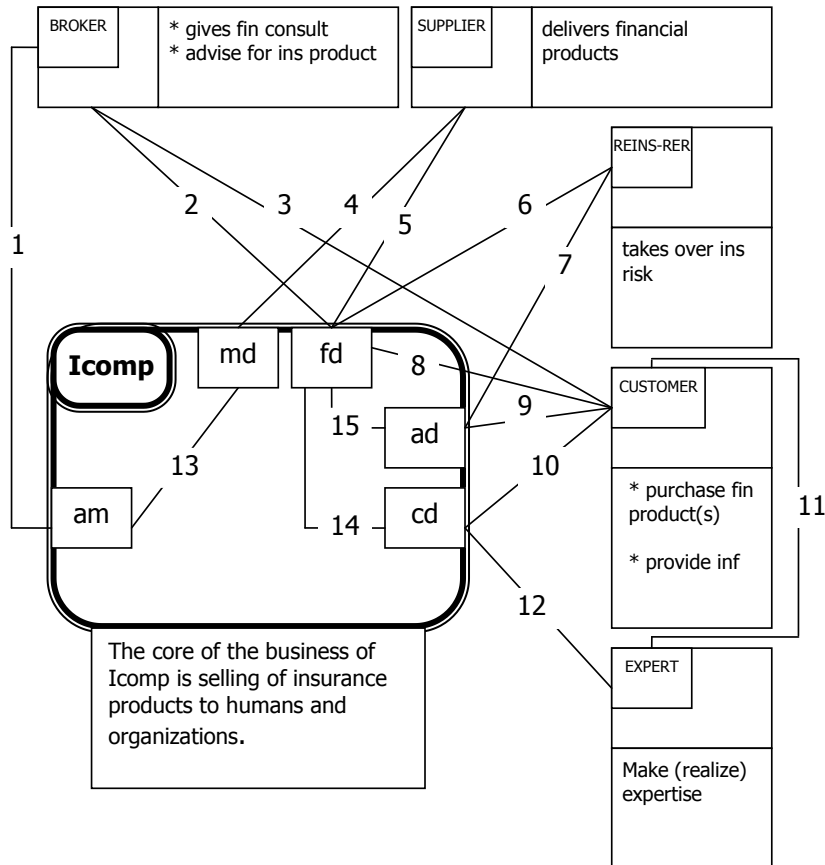 BROKER
* gives fin consult
* advise for ins product
SUPPLIER
delivers financial
products
REINS-RER
takes over ins
risk
1
2
3
4
5
6
7
Icomp
md
fd
8
CUSTOMER
15
ad
9
10
13
am
14
cd
* purchase fin
product(s)
* provide inf
11
12
The core of the business of
Icomp is selling of insurance
products to humans and
organizations.
EXPERT
Make (realize)
expertise